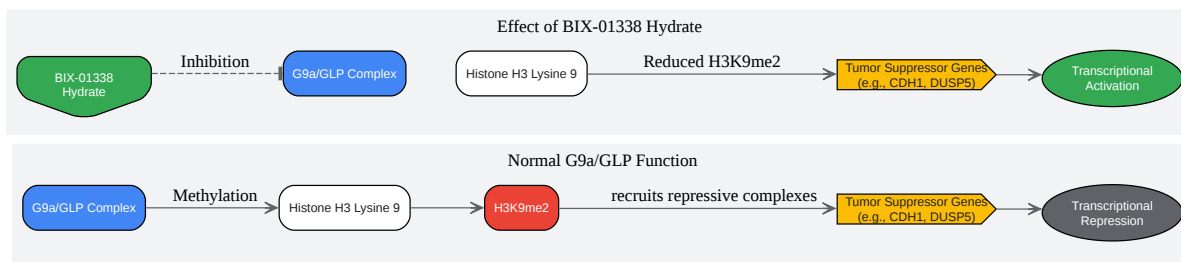 Effect of BIX-01338 Hydrate
BIX-01338
Hydrate
Inhibition
G9a/GLP Complex
Histone H3 Lysine 9
Reduced H3K9me2
Tumor Suppressor Genes
(e.g., CDH1, DUSP5)
Transcriptional
Activation
Normal G9a/GLP Function
G9a/GLP Complex
Methylation
Histone H3 Lysine 9
H3K9me2
recruits repressive complexes
Tumor Suppressor Genes
(e.g., CDH1, DUSP5)
Transcriptional
Repression